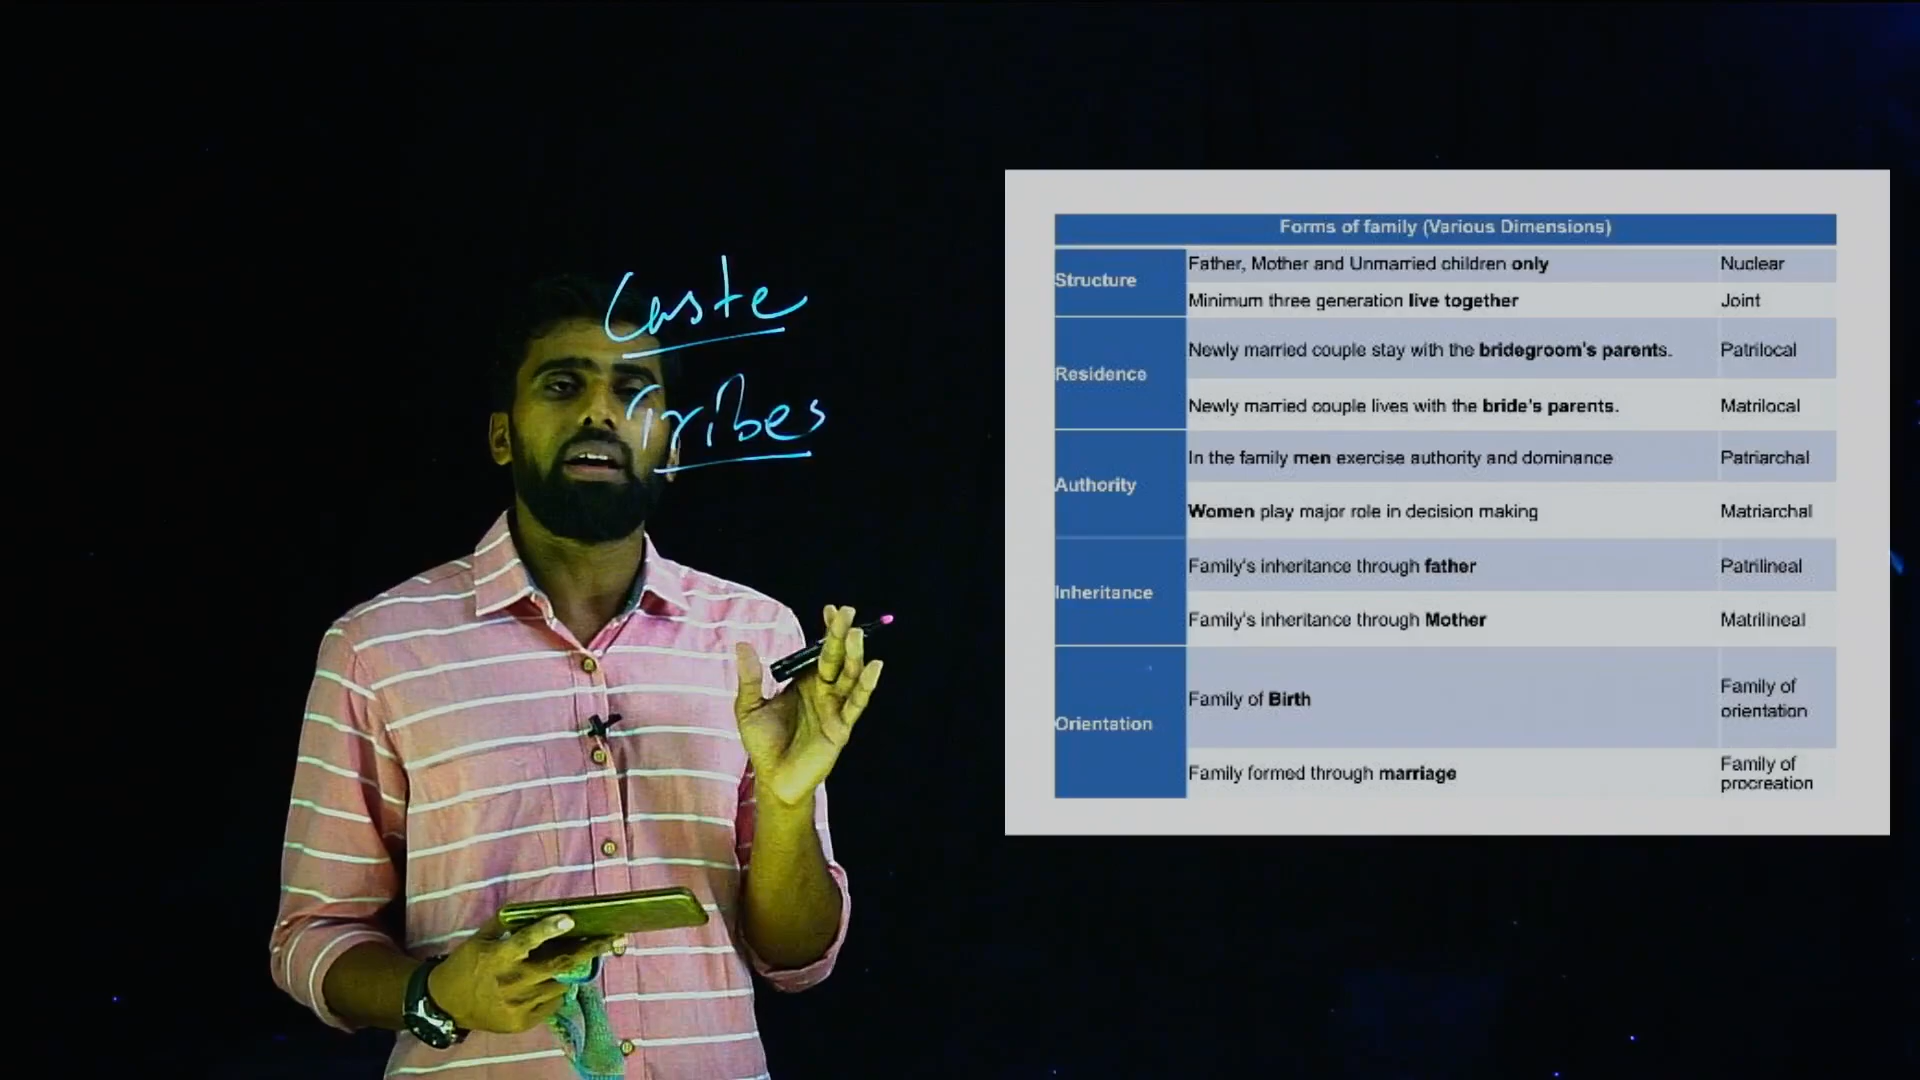 Caste
Tribes
Forms of family (Various Dimensions)
Structure
Father, Mother and Unmarried children only
Nuclear
Minimum three generation live together
Joint
Residence
Newly married couple stay with the bridegroom's parents.
Patrilocal
Newly married couple lives with the bride's parents.
Matrilocal
Authority
In the family men exercise authority and dominance
Patriarchal
Women play major role in decision making
Matriarchal
Inheritance
Family's inheritance through father
Patrilineal
Family's inheritance through Mother
Matrilineal
Orientation
Family of Birth
Family of
orientation
Family formed through marriage
Family of
procreation